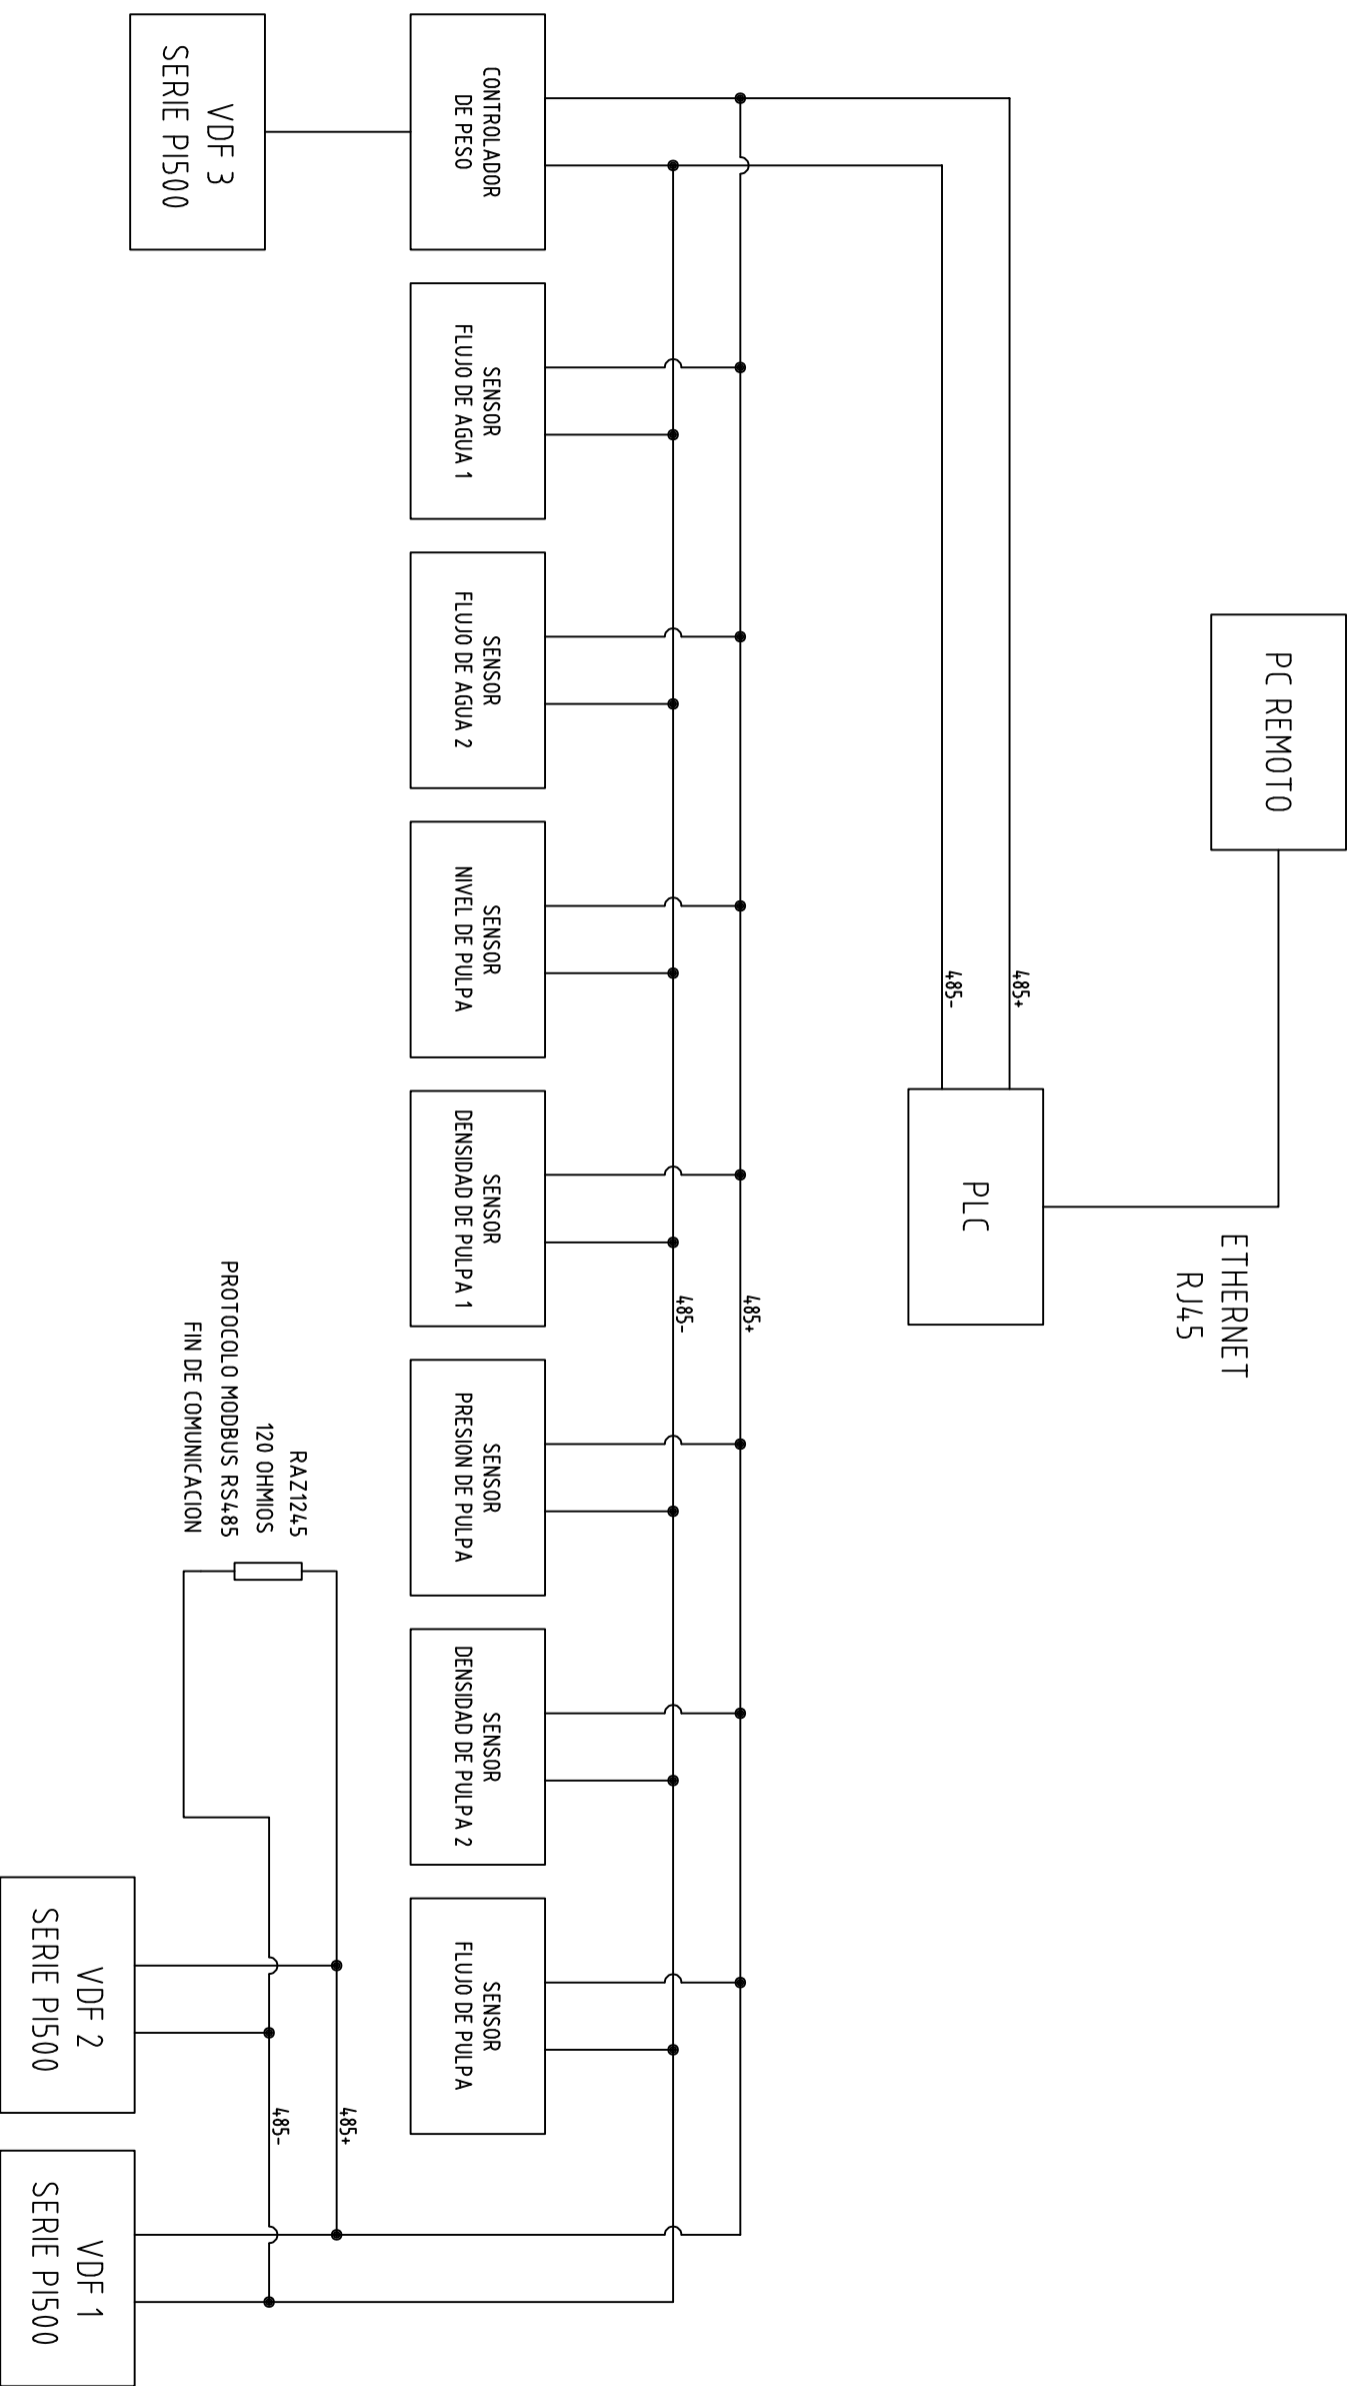 PC REMOTO
ETHERNET
RJ45
485+
485-
PLC
485+
485-
CONTROLADOR
DE PESO
SENSOR
FLUJO DE AGUA 1
SENSOR
FLUJO DE AGUA 2
SENSOR
NIVEL DE PULPA
SENSOR
DENSIDAD DE PULPA 1
SENSOR
PRESION DE PULPA
SENSOR
DENSIDAD DE PULPA 2
SENSOR
FLUJO DE PULPA
485+
485-
RAZ1245
120 OHMIOS
PROTOCOLO MODBUS RS485
FIN DE COMUNICACION
VDF 3
SERIE PI500
VDF 2
SERIE PI500
VDF 1
SERIE PI500